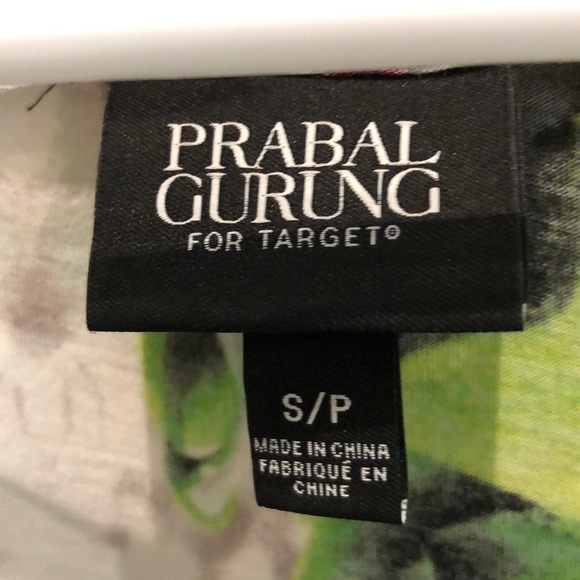 PRABAL
GURUNG
FOR TARGET
S/P
MADE IN CHINA
FABRIQUÉ EN
CHINE